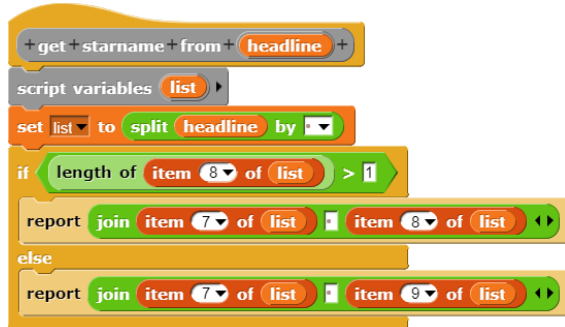 +get+starname+from+ headline +
script variables list
set list to split headline by
if length of item 8 of list > 1
report join item 7 of list item 8 of list
else
report join item 7 of list item 9 of list